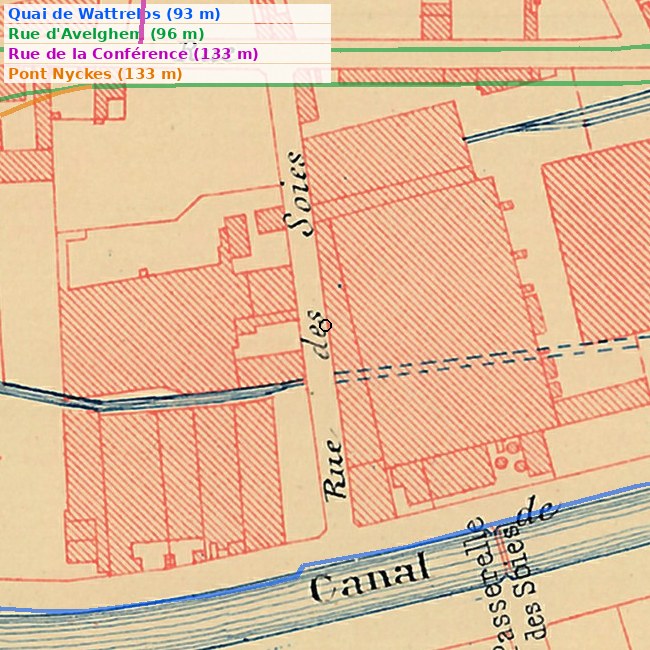 Quai de Wattrelos (93 m)
Rue d'Avelghem (96 m)
Rue de la Conférence (133 m)
Pont Nyckes (133 m)
Rue des Soies
Canal de
Passerelle
des Soies